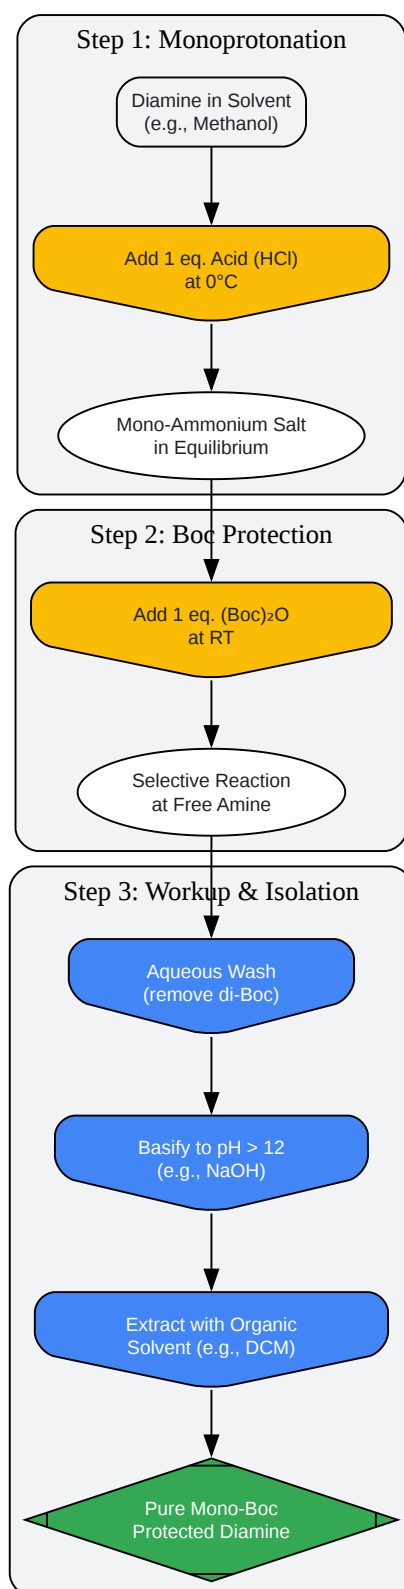 Step 1: Monoprotonation
Diamine in Solvent
(e.g., Methanol)
Add 1 eq. Acid (HCl)
at 0°C
Mono-Ammonium Salt
in Equilibrium
Step 2: Boc Protection
Add 1 eq. (Boc)₂O
at RT
Selective Reaction
at Free Amine
Step 3: Workup & Isolation
Aqueous Wash
(remove di-Boc)
Basify to pH > 12
(e.g., NaOH)
Extract with Organic
Solvent (e.g., DCM)
Pure Mono-Boc
Protected Diamine